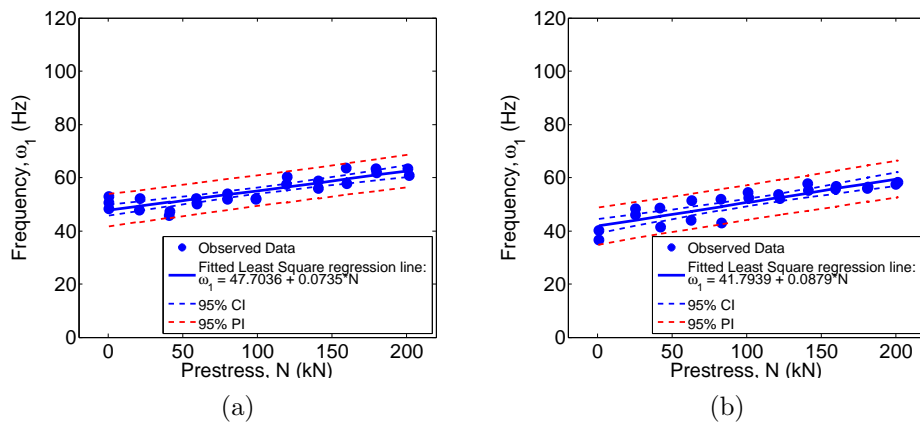 120
100
80
60
40
20
0
Frequency, ω₁ (Hz)
Observed Data
Fitted Least Square regression line:
ω₁ = 47.7036 + 0.0735*N
95% CI
95% PI
0 50 100 150 200
Prestress, N (kN)
(a)
120
100
80
60
40
20
0
Frequency, ω₁ (Hz)
Observed Data
Fitted Least Square regression line:
ω₁ = 41.7939 + 0.0879*N
95% CI
95% PI
0 50 100 150 200
Prestress, N (kN)
(b)